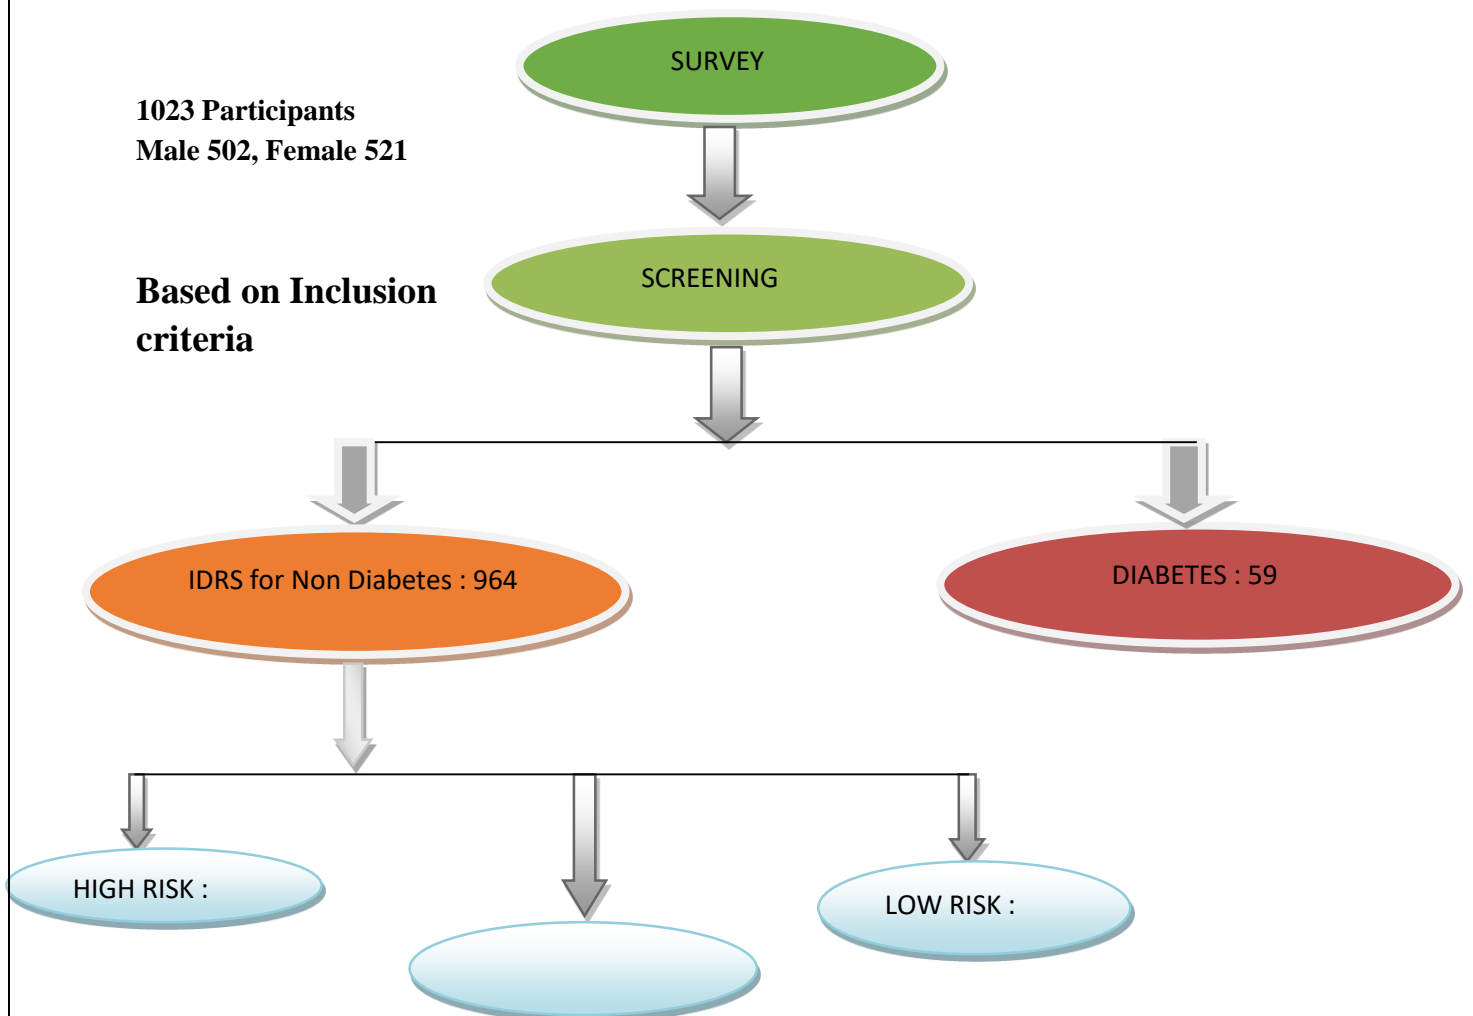 SURVEY
1023 Participants
Male 502, Female 521
SCREENING
Based on Inclusion
criteria
IDRS for Non Diabetes : 964
DIABETES : 59
HIGH RISK :
LOW RISK :